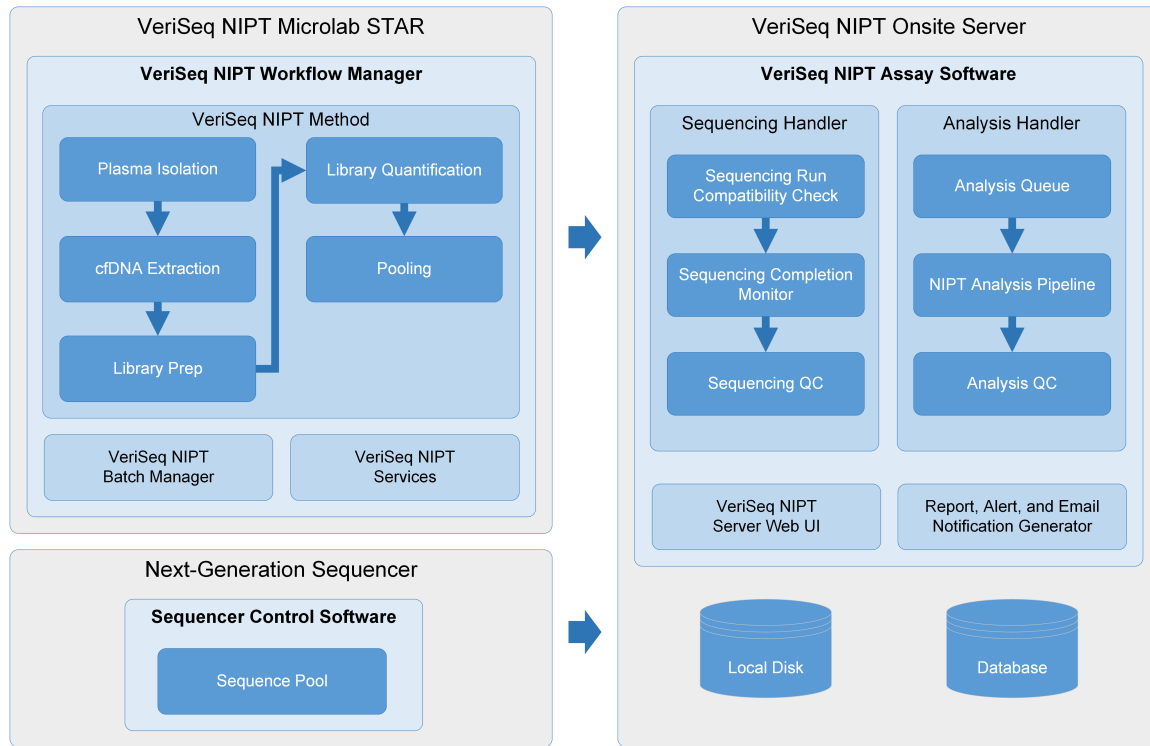 VeriSeq NIPT Microlab STAR
VeriSeq NIPT Workflow Manager
VeriSeq NIPT Method
Plasma Isolation
cfDNA Extraction
Library Prep
Library Quantification
Pooling
VeriSeq NIPT
Batch Manager
VeriSeq NIPT
Services
Next-Generation Sequencer
Sequencer Control Software
Sequence Pool
VeriSeq NIPT Onsite Server
VeriSeq NIPT Assay Software
Sequencing Handler
Sequencing Run
Compatibility Check
Sequencing Completion
Monitor
Sequencing QC
Analysis Handler
Analysis Queue
NIPT Analysis Pipeline
Analysis QC
VeriSeq NIPT
Server Web UI
Report, Alert, and Email
Notification Generator
Local Disk
Database